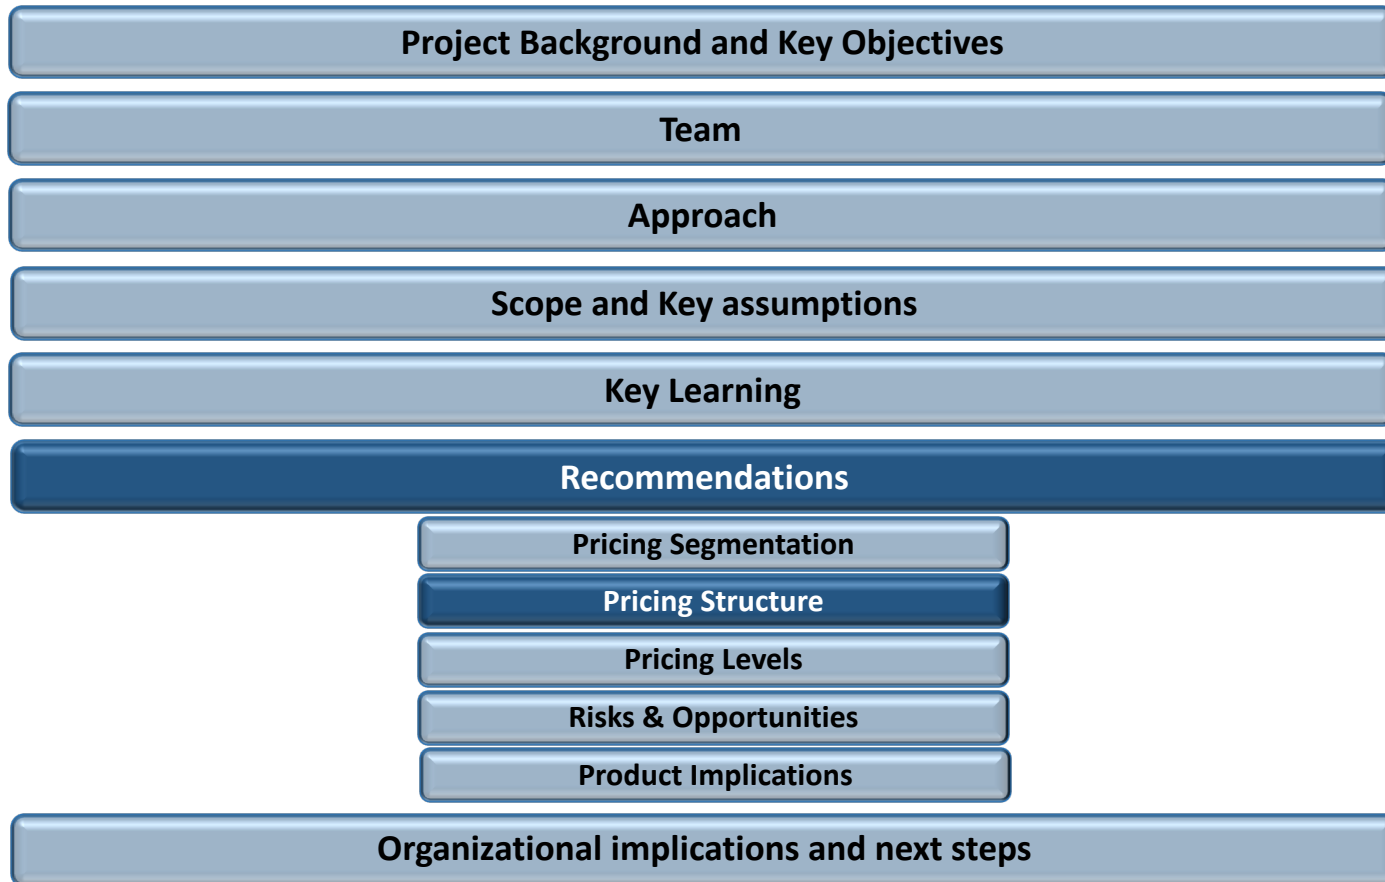 Project Background and Key Objectives
Team
Approach
Scope and Key assumptions
Key Learning
Recommendations
Pricing Segmentation
Pricing Structure
Pricing Levels
Risks & Opportunities
Product Implications
Organizational implications and next steps